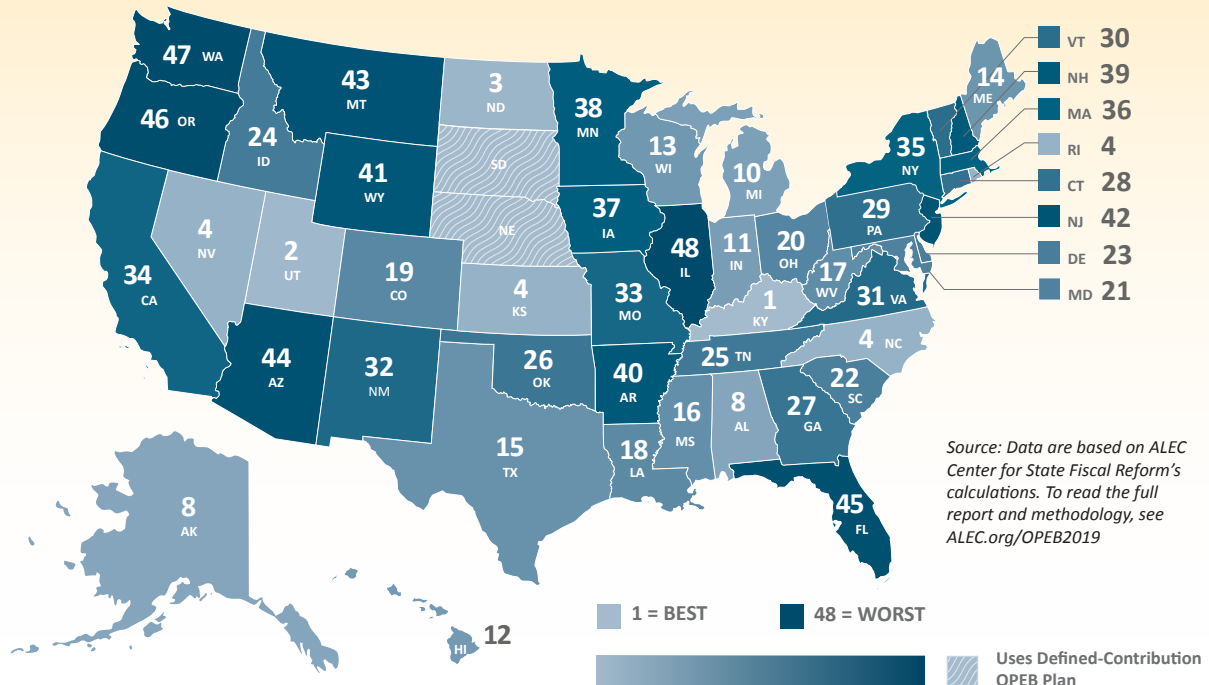 47 WA
46 OR
43
MT
24
ID
41
WY
3
ND
SD
NE
38
MN
37
IA
13
WI
10
MI
35
NY
14
ME
VT 30
NH 39
MA 36
RI 4
CT 28
NJ 42
DE 23
MD 21
34
CA
4
NV
2
UT
19
CO
4
KS
33
MO
48
IL
11
IN
20
OH
29
PA
17
WV
31 VA
1
KY
4 NC
25 TN
22
SC
44
AZ
32
NM
26
OK
40
AR
16
MS
8
AL
27
GA
15
TX
18
LA
45
FL
8
AK
12
HI
Source: Data are based on ALEC
Center for State Fiscal Reform’s
calculations. To read the full
report and methodology, see
ALEC.org/OPEB2019
1 = BEST
48 = WORST
Uses Defined-Contribution
OPEB Plan